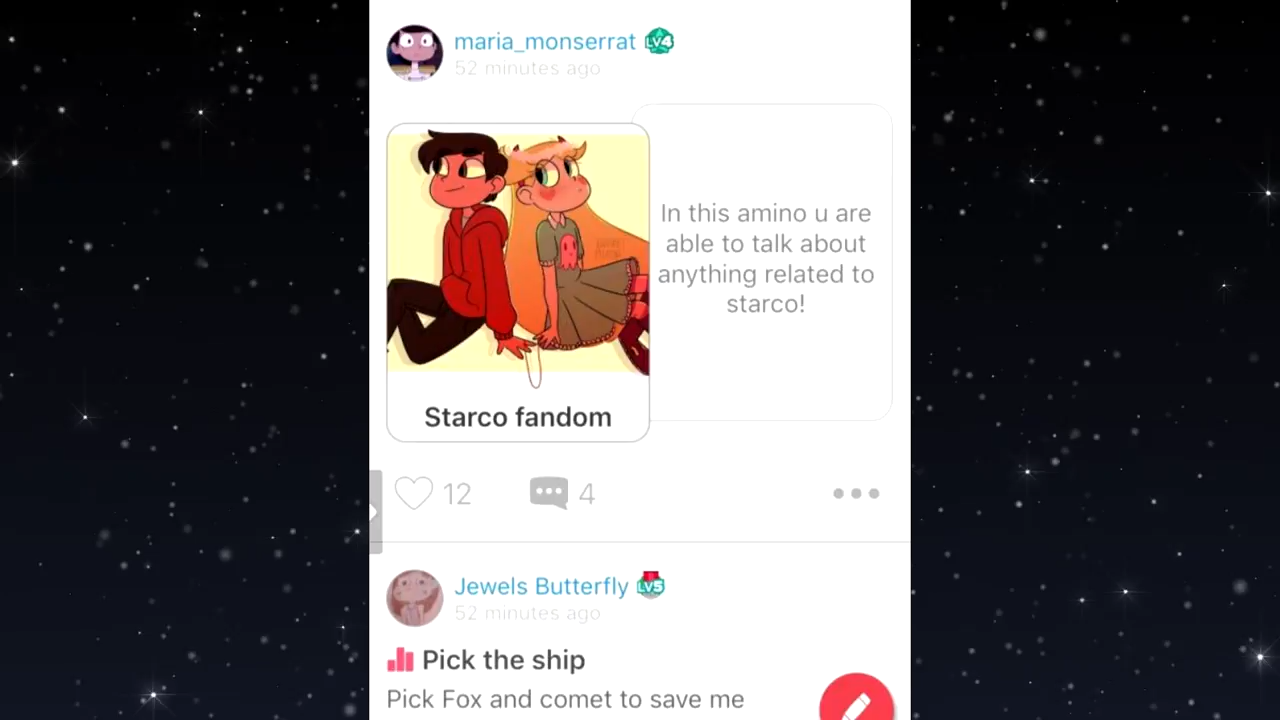 maria_monserrat LV4
52 minutes ago
In this amino u are
able to talk about
anything related to
starco!
Starco fandom
12
4
Jewels Butterfly LV5
52 minutes ago
Pick the ship
Pick Fox and comet to save me